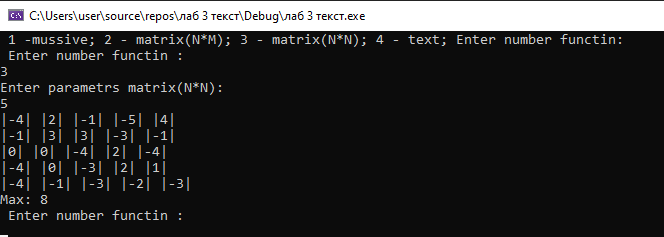 C:\Users\user\source\repos\лаб 3 текст\Debug\лаб 3 текст.exe
1 -mussive; 2 - matrix(N*M); 3 - matrix(N*N); 4 - text; Enter number functin:
Enter number functin :
3
Enter parametrs matrix(N*N):
5
|-4| |2| |-1| |-5| |4|
|-1| |3| |3| |-3| |-1|
|0| |0| |-4| |2| |-4|
|-4| |0| |-3| |2| |1|
|-4| |-1| |-3| |-2| |-3|
Max: 8
Enter number functin :